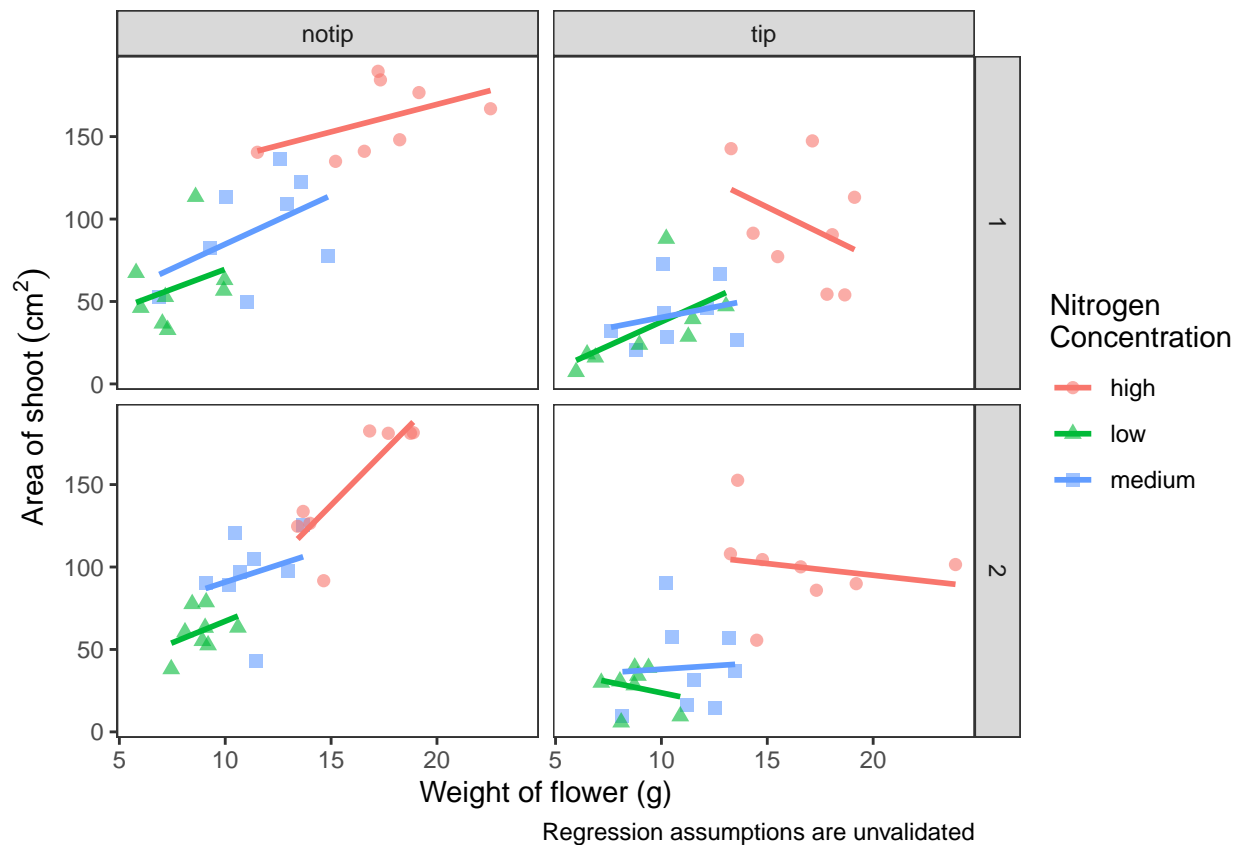 notip
tip
150
100
50
0
1
150
100
50
0
2
5
10
15
20
5
10
15
20
Area of shoot (cm²)
Weight of flower (g)
Nitrogen
Concentration
high
low
medium
Regression assumptions are unvalidated